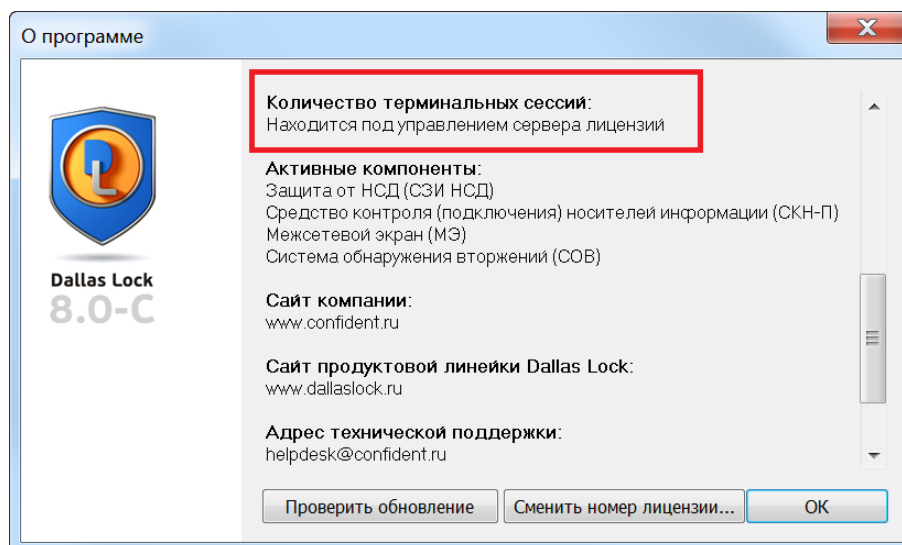 О программе
Количество терминальных сессий:
Находится под управлением сервера лицензий
Активные компоненты:
Защита от НСД (СЗИ НСД)
Средство контроля (подключения) носителей информации (СКН-П)
Межсетевой экран (МЭ)
Система обнаружения вторжений (СОВ)
Dallas Lock
8.0-C
Сайт компании:
www.confident.ru
Сайт продуктовой линейки Dallas Lock:
www.dallaslock.ru
Адрес технической поддержки:
helpdesk@confident.ru
Проверить обновление
Сменить номер лицензии...
OK